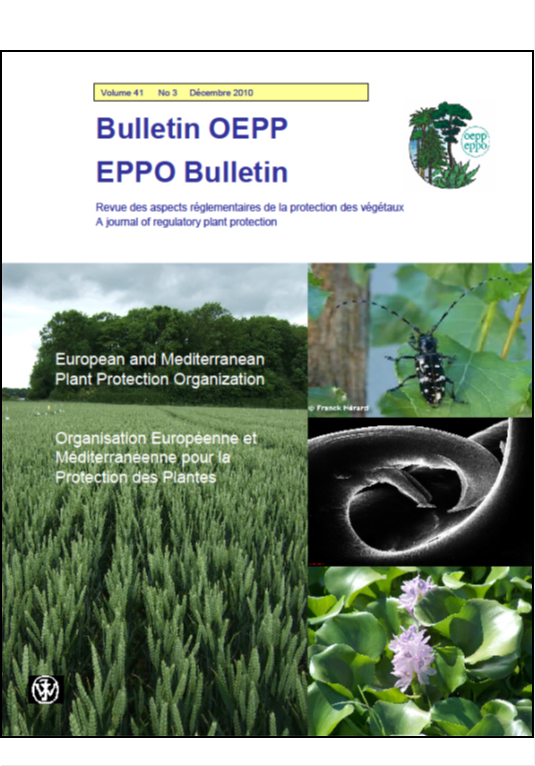 Volume 41 No 3 Décembre 2010
Bulletin OEPP
EPPO Bulletin
oepp
eppo
Revue des aspects réglementaires de la protection des végétaux
A journal of regulatory plant protection
European and Mediterranean
Plant Protection Organization
© Franck Hérard
Organisation Européenne et
Méditerranéenne pour la
Protection des Plantes